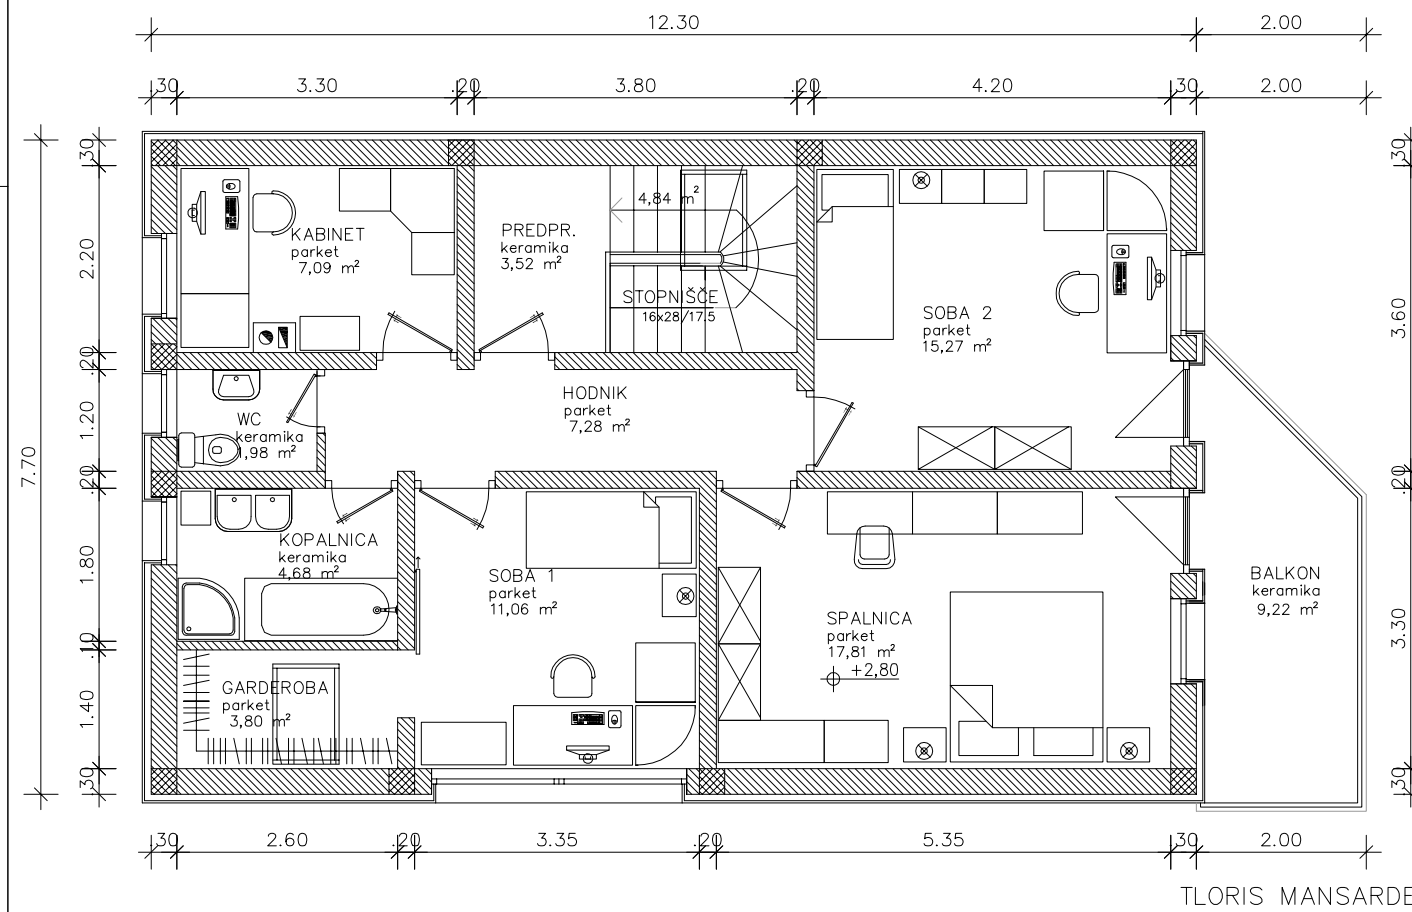 12.30 2.00
.30 3.30 .20 3.80 .20 4.20 .30 2.00
.30
2.20
.20
1.20
.20
1.80
.10
1.40
.30
7.70
KABINET
parket
7,09 m²
PREDPR.
keramika
3,52 m²
4,84 m²
STOPNIŠČE
16x28/17.5
SOBA 2
parket
15,27 m²
HODNIK
parket
7,28 m²
WC
keramika
1,98 m²
KOPALNICA
keramika
4,68 m²
SOBA 1
parket
11,06 m²
SPALNICA
parket
17,81 m²
+2,80
GARDEROBA
parket
3,80 m²
BALKON
keramika
9,22 m²
.30
3.60
.20
3.30
.30
.30 2.60 .20 3.35 .20 5.35 .30 2.00
TLORIS MANSARDE